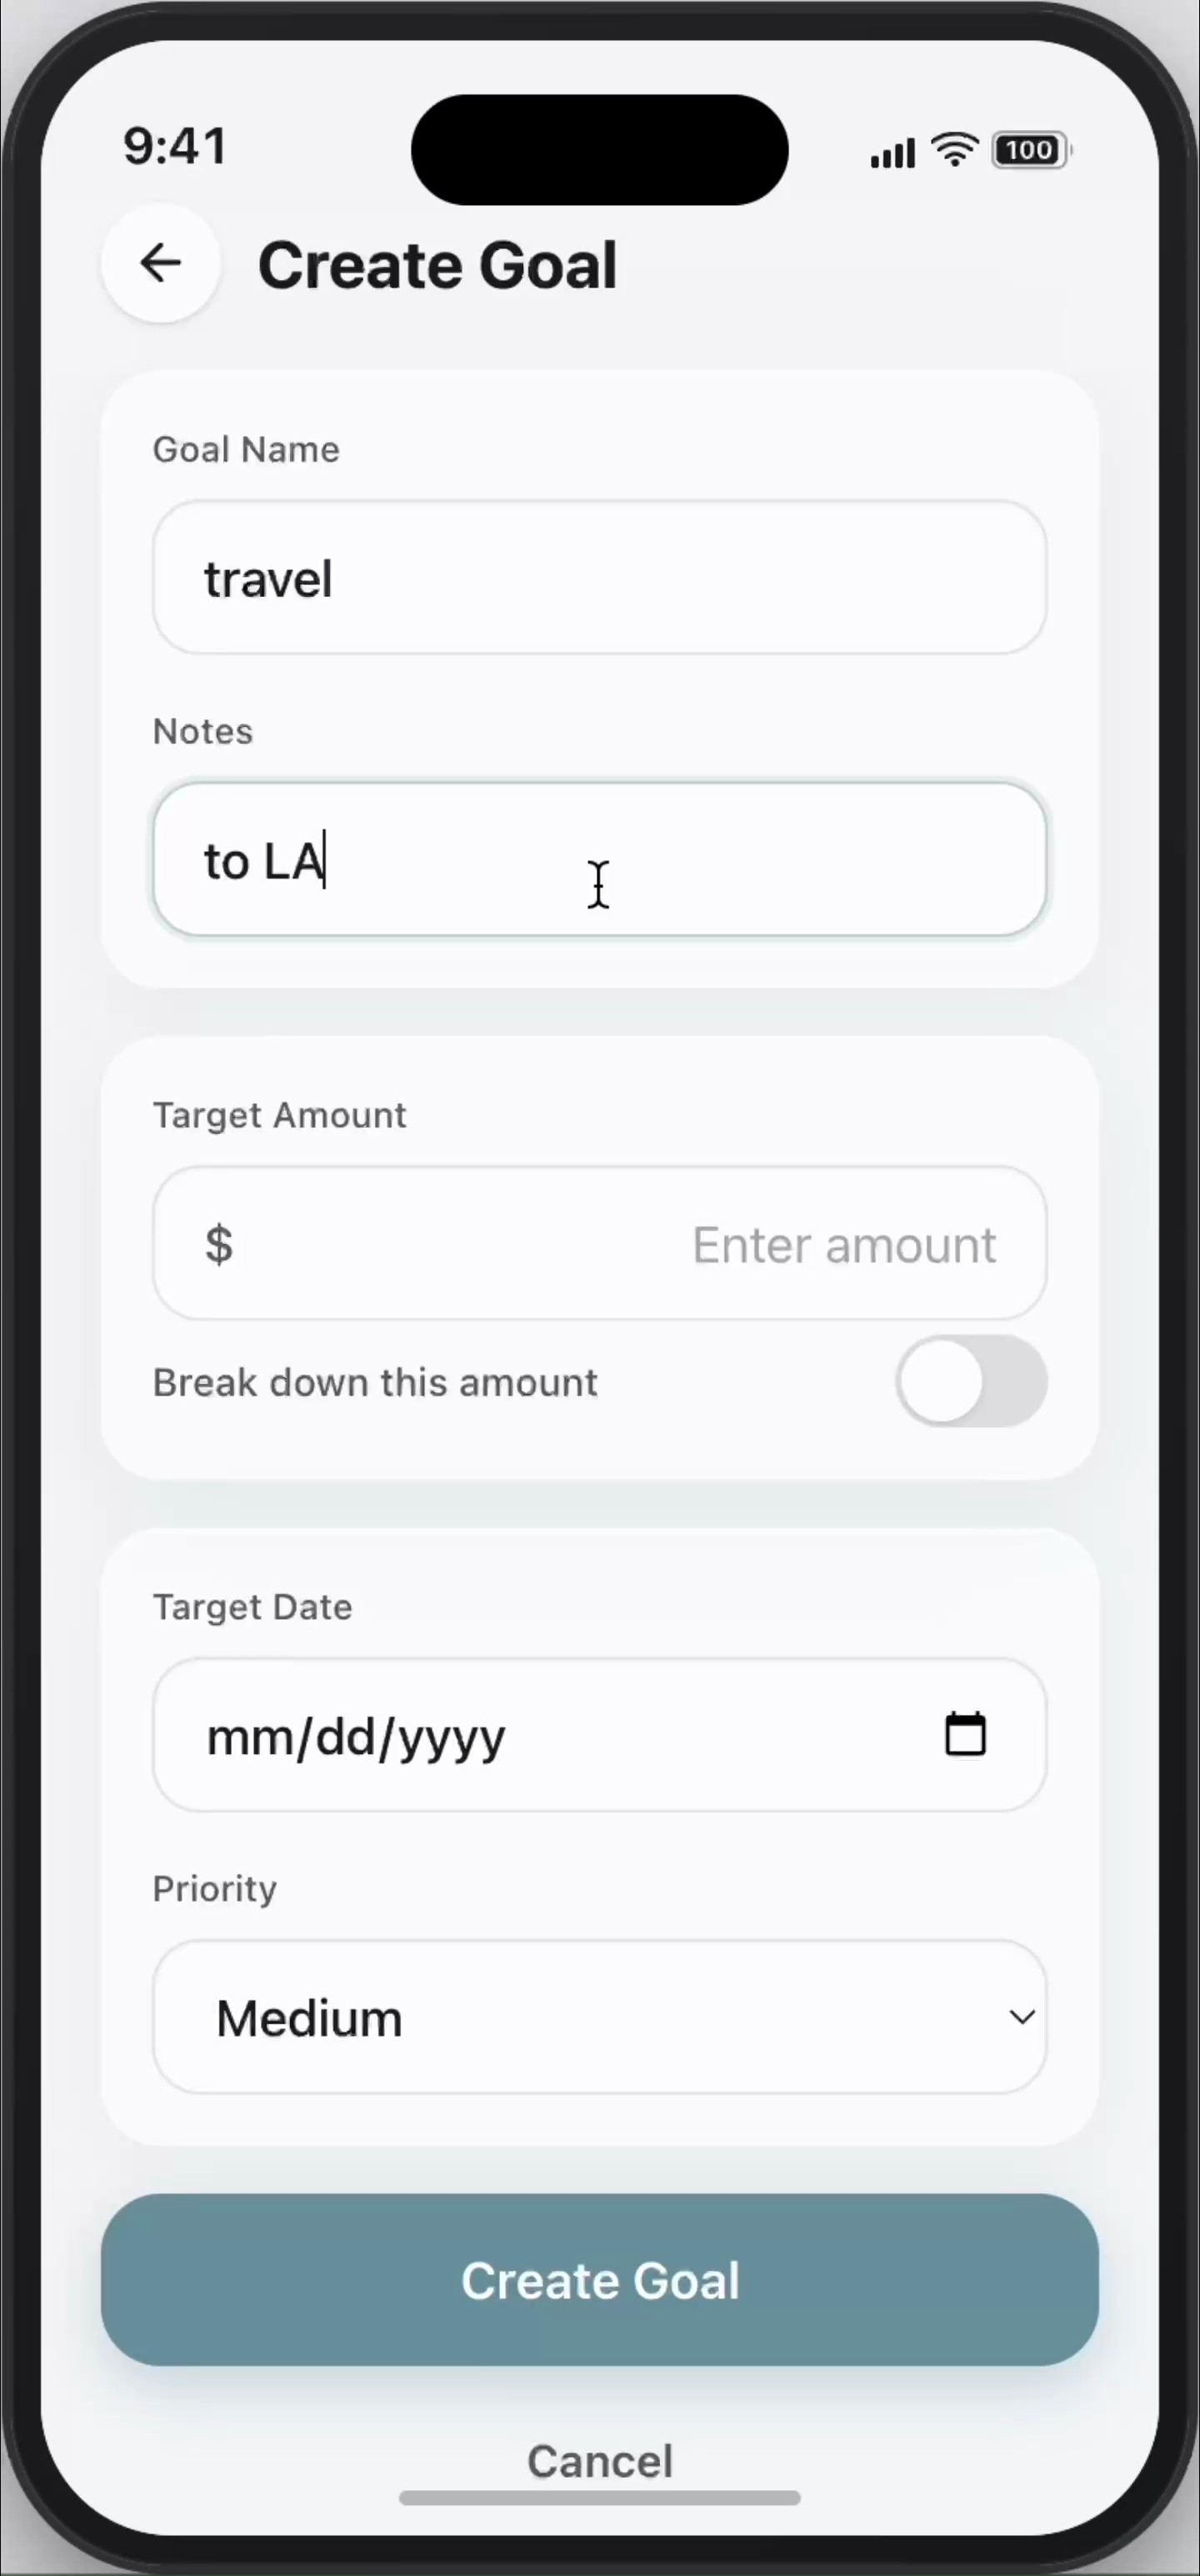 9:41
100
Create Goal
Goal Name
travel
Notes
to LA
Target Amount
$ Enter amount
Break down this amount
Target Date
mm/dd/yyyy
Priority
Medium
Create Goal
Cancel